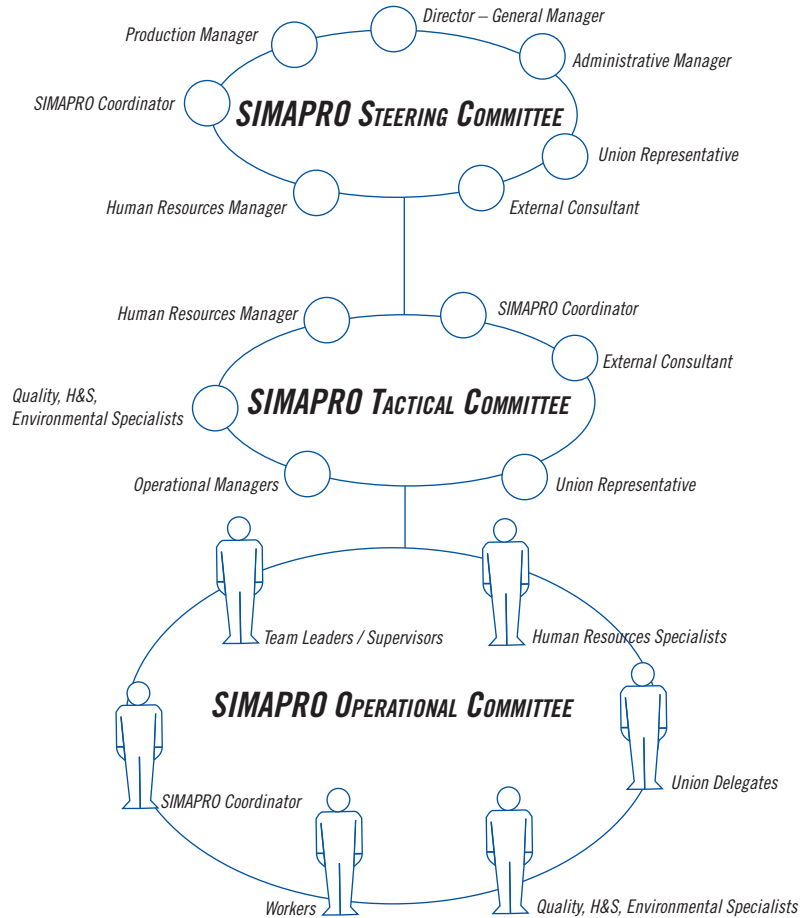 Director – General Manager
Production Manager
Administrative Manager
SIMAPRO Coordinator
SIMAPRO STEERING COMMITTEE
Union Representative
Human Resources Manager
External Consultant
Human Resources Manager
SIMAPRO Coordinator
External Consultant
Quality, H&S,
Environmental Specialists
SIMAPRO TACTICAL COMMITTEE
Operational Managers
Union Representative
Team Leaders / Supervisors
Human Resources Specialists
SIMAPRO OPERATIONAL COMMITTEE
Union Delegates
SIMAPRO Coordinator
Workers
Quality, H&S, Environmental Specialists